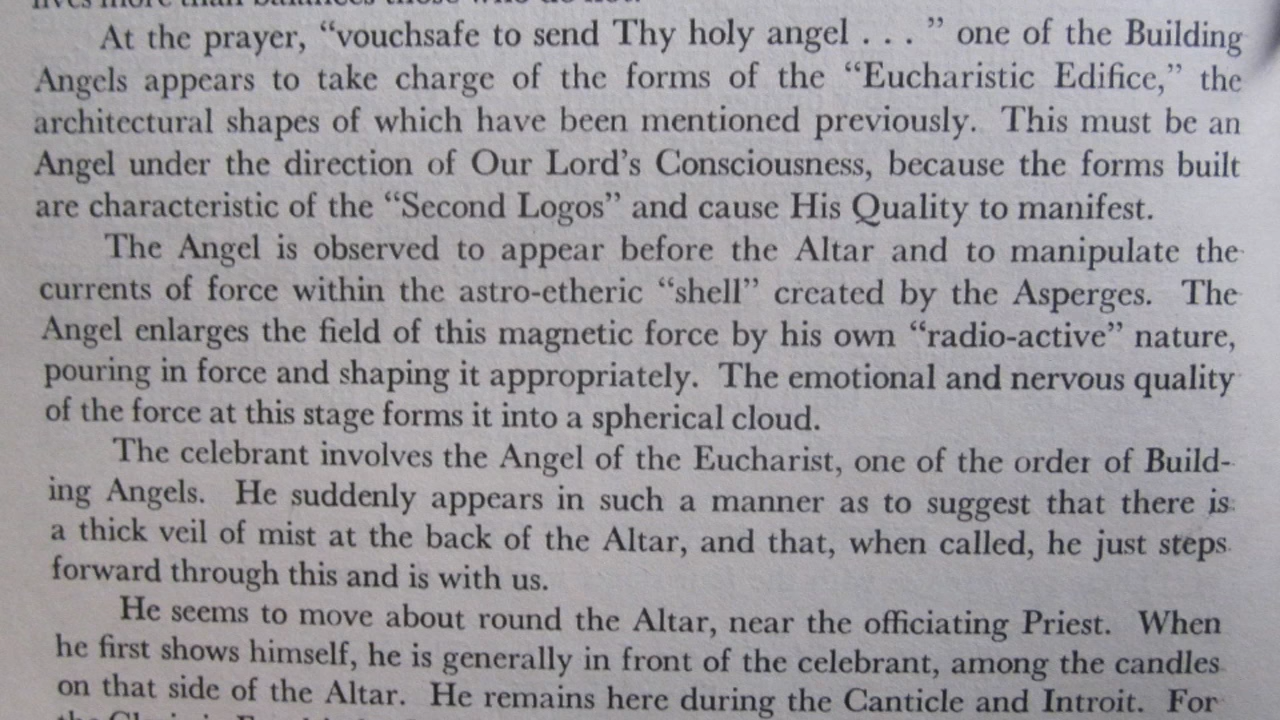 At the prayer, “vouchsafe to send Thy holy angel . . . ” one of the Building
Angels appears to take charge of the forms of the “Eucharistic Edifice,” the
architectural shapes of which have been mentioned previously. This must be an
Angel under the direction of Our Lord’s Consciousness, because the forms built
are characteristic of the “Second Logos” and cause His Quality to manifest.
The Angel is observed to appear before the Altar and to manipulate the
currents of force within the astro-etheric “shell” created by the Asperges. The
Angel enlarges the field of this magnetic force by his own “radio-active” nature,
pouring in force and shaping it appropriately. The emotional and nervous quality
of the force at this stage forms it into a spherical cloud.
The celebrant involves the Angel of the Eucharist, one of the order of Build-
ing Angels. He suddenly appears in such a manner as to suggest that there is
a thick veil of mist at the back of the Altar, and that, when called, he just steps
forward through this and is with us.
He seems to move about round the Altar, near the officiating Priest. When
he first shows himself, he is generally in front of the celebrant, among the candles
on that side of the Altar. He remains here during the Canticle and Introit. For